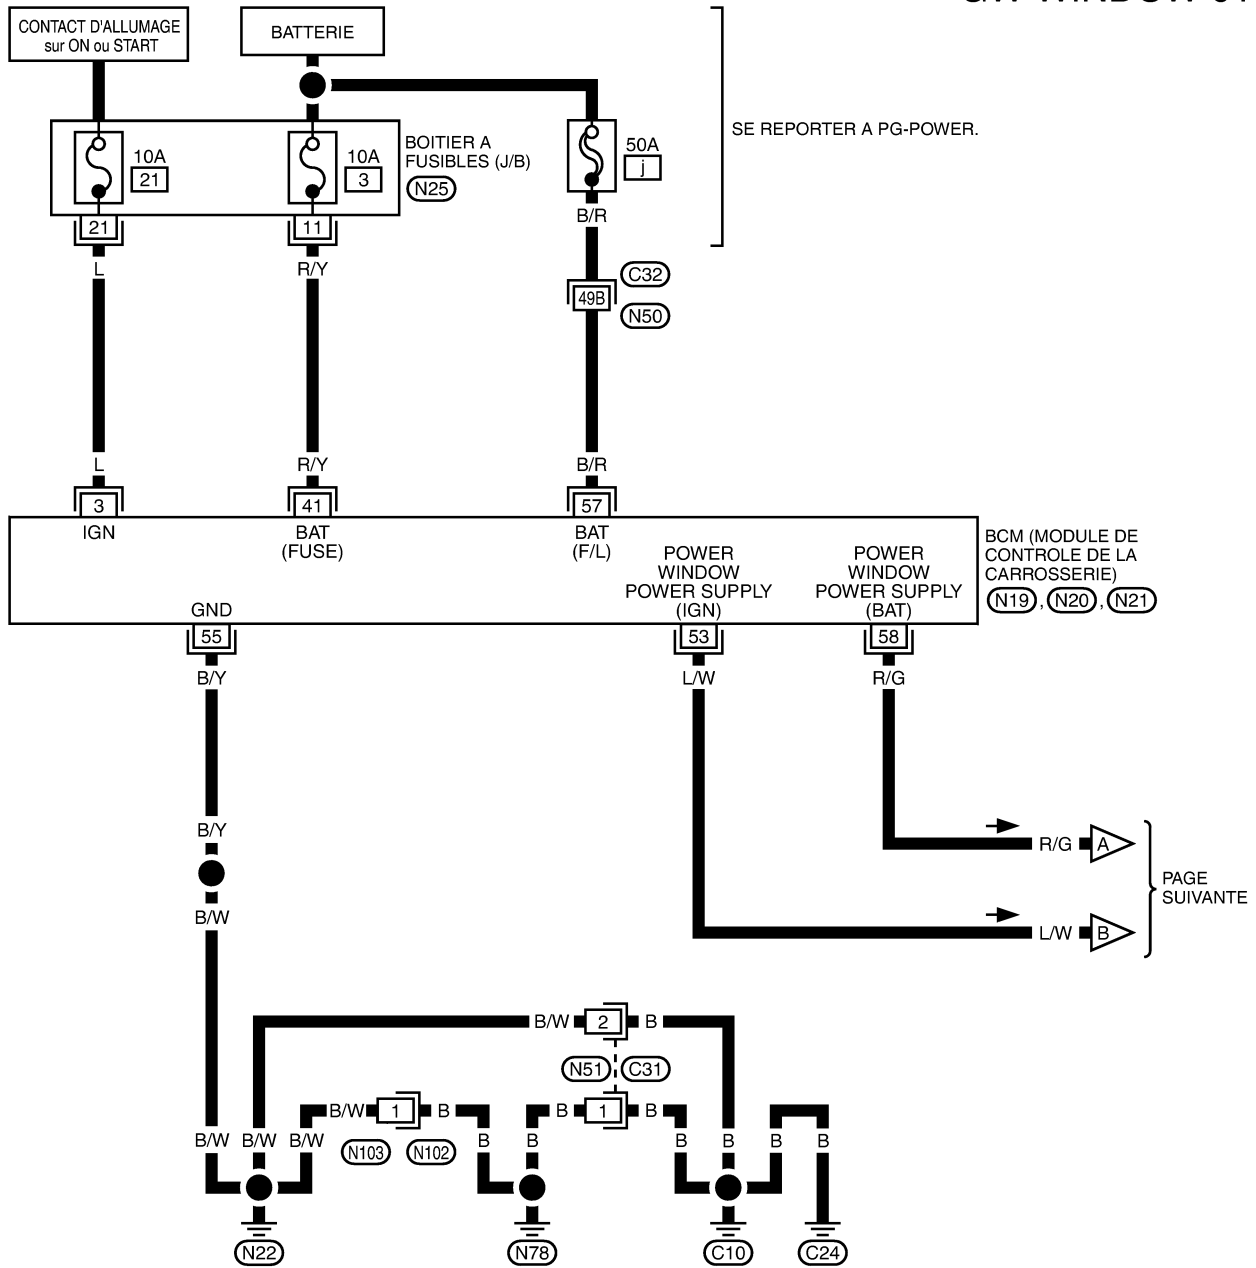 CONTACT D'ALLUMAGE
sur ON ou START
BATTERIE
SE REPORTER A PG-POWER.
10A
21
10A
3
BOITIER A
FUSIBLES (J/B)
N25
50A
j
21
11
B/R
L
R/Y
C32
49B
N50
L
R/Y
B/R
3
41
57
IGN
BAT
(FUSE)
BAT
(F/L)
POWER
WINDOW
POWER SUPPLY
(IGN)
POWER
WINDOW
POWER SUPPLY
(BAT)
BCM (MODULE DE
CONTROLE DE LA
CARROSSERIE)
N19 , N20 , N21
GND
55
53
58
B/Y
L/W
R/G
B/Y
R/G
A
B/W
L/W
B
PAGE
SUIVANTE
B/W
2
B
N51
C31
B/W
1
B
B
1
B
N103
N102
B/W
B/W
B/W
B
B
B
B
B
B
N22
N78
C10
C24